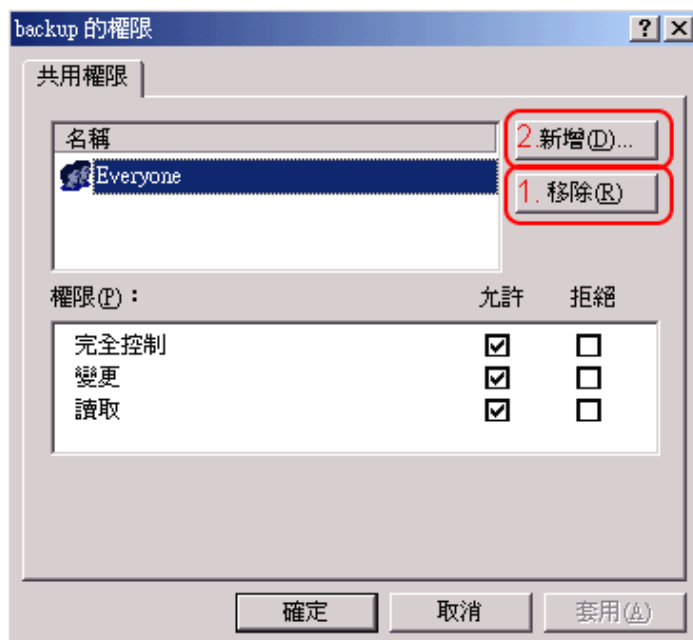 backup 的權限
共用權限
名稱
2.新增(D)...
Everyone
1. 移除(R)
權限(P)： 允許 拒絕
完全控制
變更
讀取
確定 取消 套用(A)